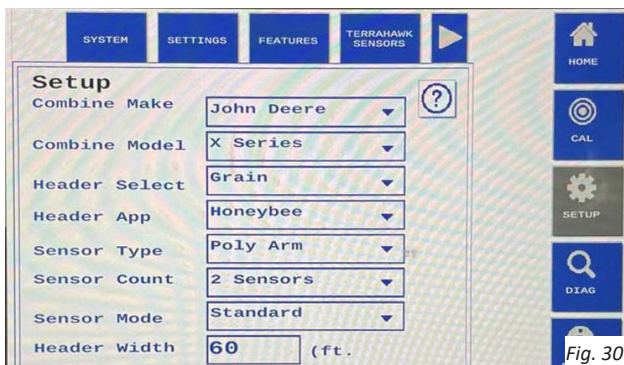 SYSTEM
SETTINGS
FEATURES
TERRAHAWK
SENSORS
HOME
Setup
Combine Make John Deere
?
CAL
Combine Model X Series
Header Select Grain
Header App Honeybee
SETUP
Sensor Type Poly Arm
Sensor Count 2 Sensors
DIAG
Sensor Mode Standard
Header Width 60 (ft.
Fig. 30